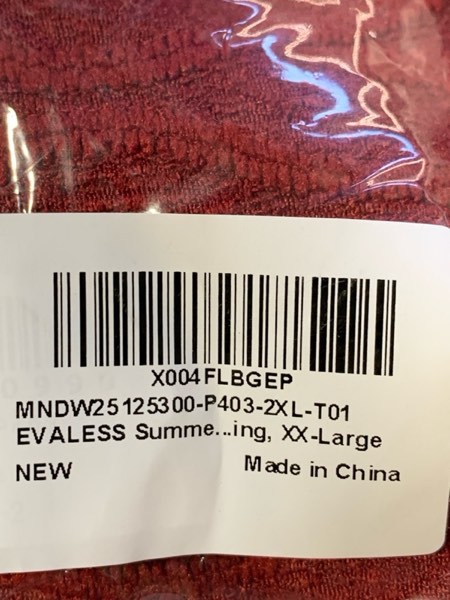 X004FLBGEP
MNDW25125300-P403-2XL-T01
EVALESS Summe...ing, XX-Large
NEW
Made in China